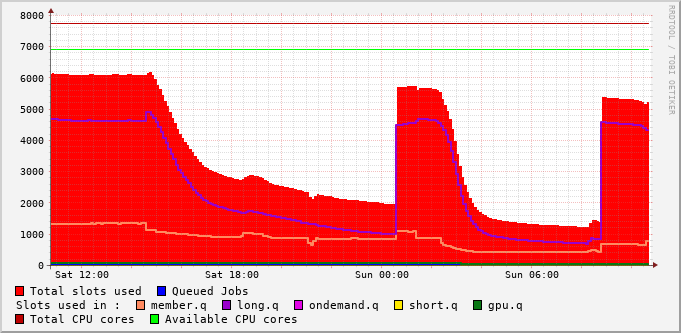 RRDTOOL / TOBI OETIKER
8000
7000
6000
5000
4000
3000
2000
1000
0
Sat 12:00 Sat 18:00 Sun 00:00 Sun 06:00
Total slots used Queued Jobs
Slots used in : member.q long.q ondemand.q short.q gpu.q
Total CPU cores Available CPU cores